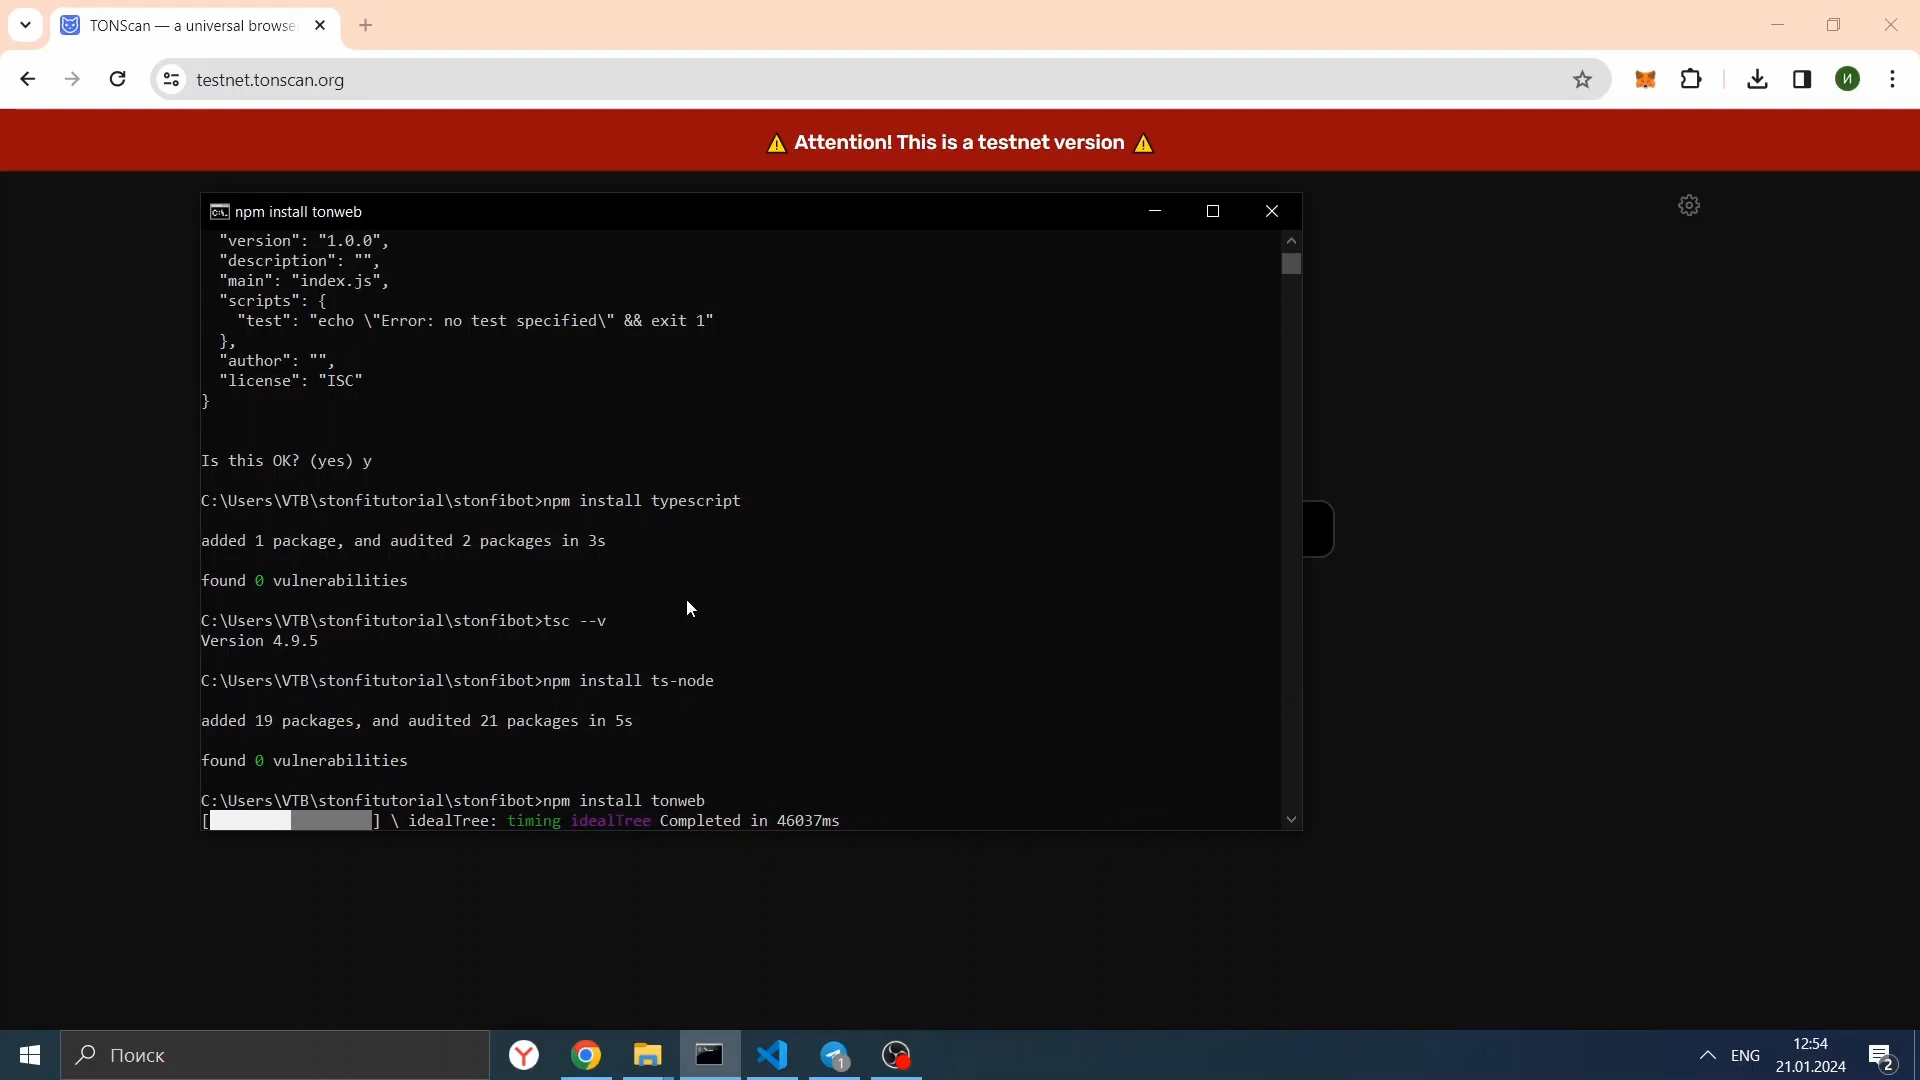 TONScan — a universal browse
testnet.tonscan.org
И
⚠ Attention! This is a testnet version ⚠
npm install tonweb
"version": "1.0.0",
"description": "",
"main": "index.js",
"scripts": {
"test": "echo \"Error: no test specified\" && exit 1"
},
"author": "",
"license": "ISC"
}
Is this OK? (yes) y
C:\Users\VTB\stonfitutorial\stonfibot>npm install typescript
added 1 package, and audited 2 packages in 3s
found 0 vulnerabilities
C:\Users\VTB\stonfitutorial\stonfibot>tsc --v
Version 4.9.5
C:\Users\VTB\stonfitutorial\stonfibot>npm install ts-node
added 19 packages, and audited 21 packages in 5s
found 0 vulnerabilities
C:\Users\VTB\stonfitutorial\stonfibot>npm install tonweb
[ ] \ idealTree: timing idealTree Completed in 46037ms
Поиск
1
ENG
12:54
21.01.2024
2